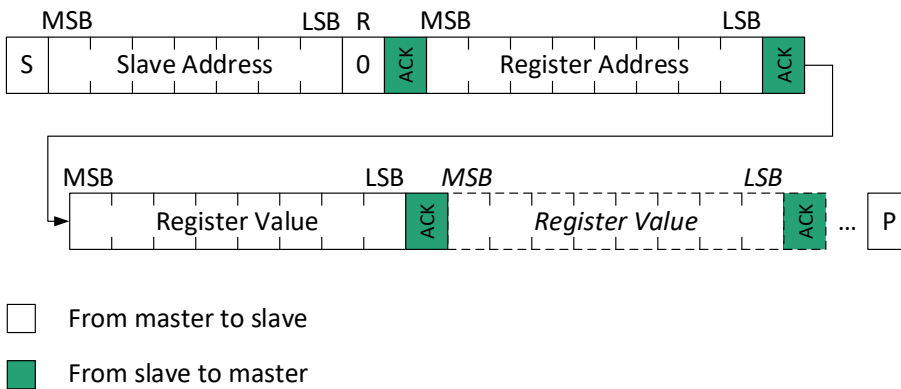 MSB LSB R MSB LSB
S Slave Address 0 ACK Register Address ACK
MSB LSB MSB LSB
Register Value ACK Register Value ACK ... P
From master to slave
From slave to master